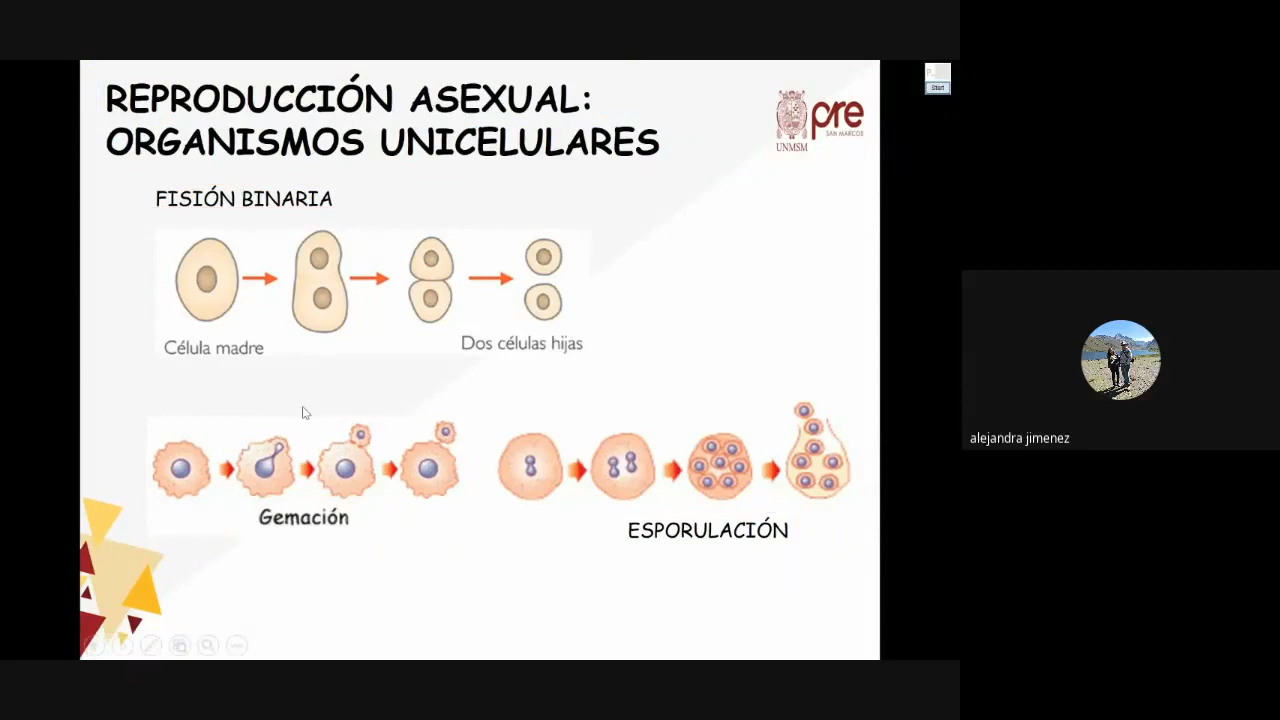 REPRODUCCIÓN ASEXUAL:
ORGANISMOS UNICELULARES
UNMSM
pre
SAN MARCOS
FISIÓN BINARIA
Célula madre
Dos células hijas
Gemación
ESPORULACIÓN
P...
Start
alejandra jimenez